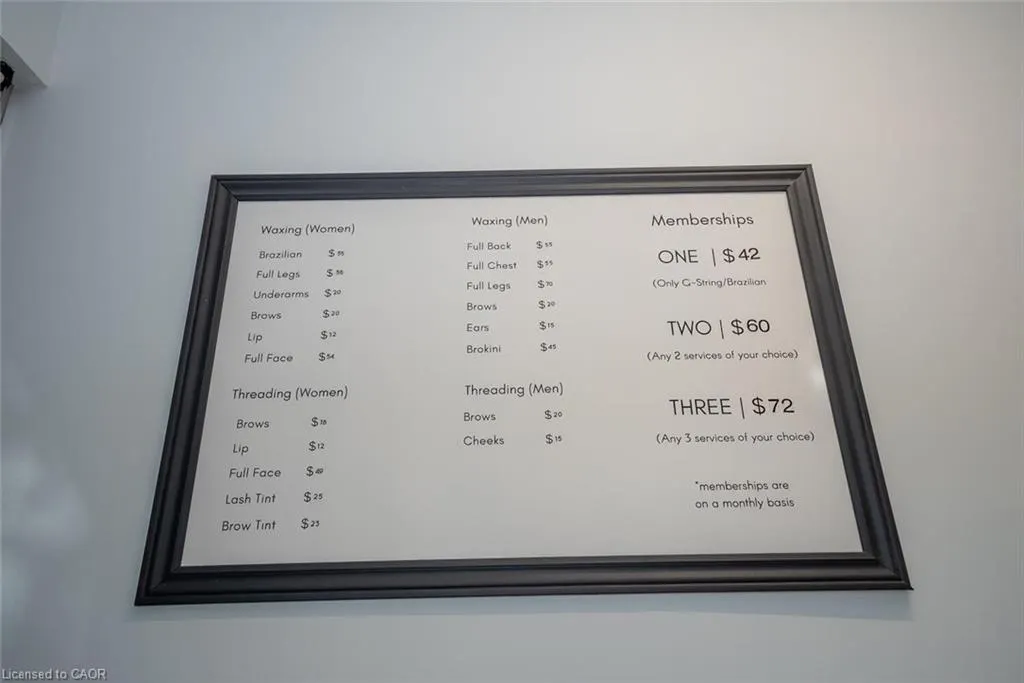 Waxing (Women)
Brazilian $55
Full Legs $
Underarms $20
Brows $20
Lip $12
Full Face $54
Threading (Women)
Brows $18
Lip $12
Full Face $49
Lash Tint $25
Brow Tint $23
Waxing (Men)
Full Back $55
Full Chest $55
Full Legs $70
Brows $20
Ears $15
Brokini $45
Threading (Men)
Brows $20
Cheeks $15
Memberships
ONE | $42
(Only G-String/Brazilian
TWO | $60
(Any 2 services of your choice)
THREE | $72
(Any 3 services of your choice)
*memberships are
on a monthly basis
Licensed to CAOR